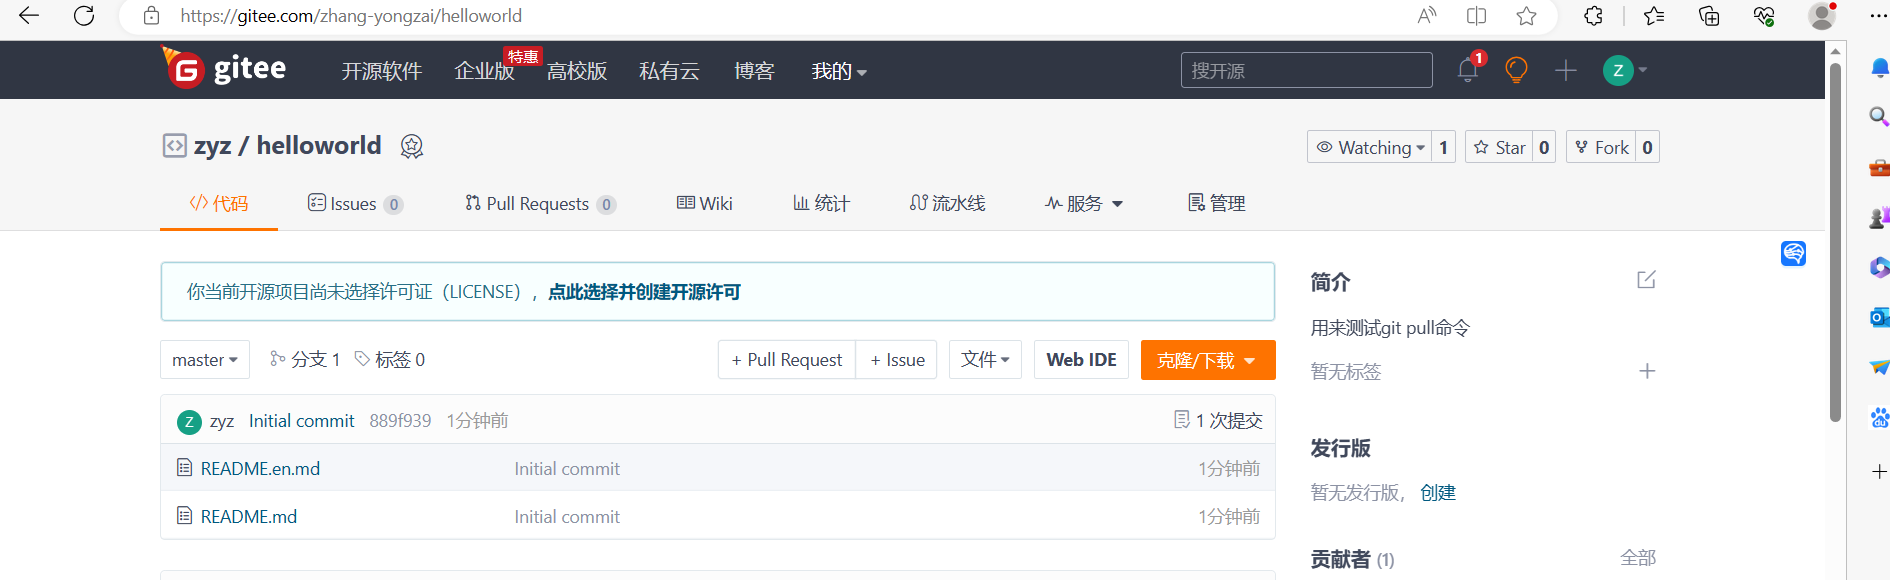 https://gitee.com/zhang-yongzai/helloworld
gitee 开源软件 企业版 特惠 高校版 私有云 博客 我的 搜开源 1 Z
zyz / helloworld Watching 1 Star 0 Fork 0
代码 Issues 0 Pull Requests 0 Wiki 统计 流水线 服务 管理
你当前开源项目尚未选择许可证（LICENSE），点此选择并创建开源许可
简介
用来测试git pull命令
master 分支 1 标签 0 + Pull Request + Issue 文件 Web IDE 克隆/下载
暂无标签
Z zyz Initial commit 889f939 1分钟前 1 次提交
发行版
README.en.md Initial commit 1分钟前
暂无发行版， 创建
README.md Initial commit 1分钟前
贡献者 (1) 全部